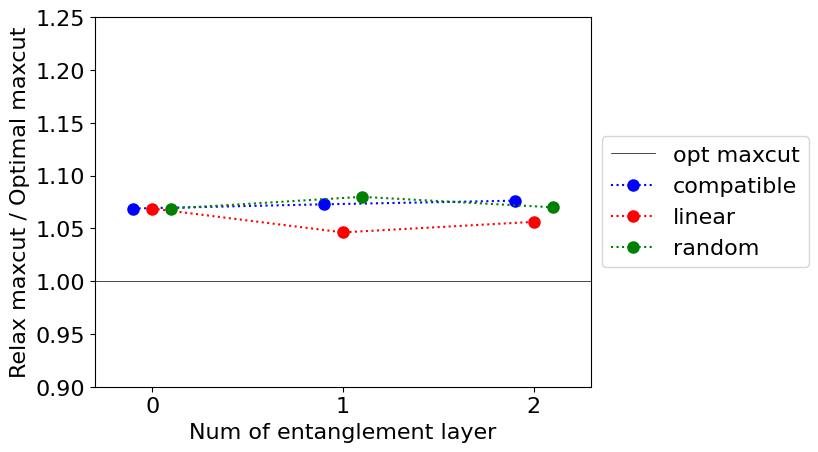 Relax maxcut / Optimal maxcut
1.25
1.20
1.15
1.10
1.05
1.00
0.95
0.90
0
1
2
Num of entanglement layer
opt maxcut
compatible
linear
random